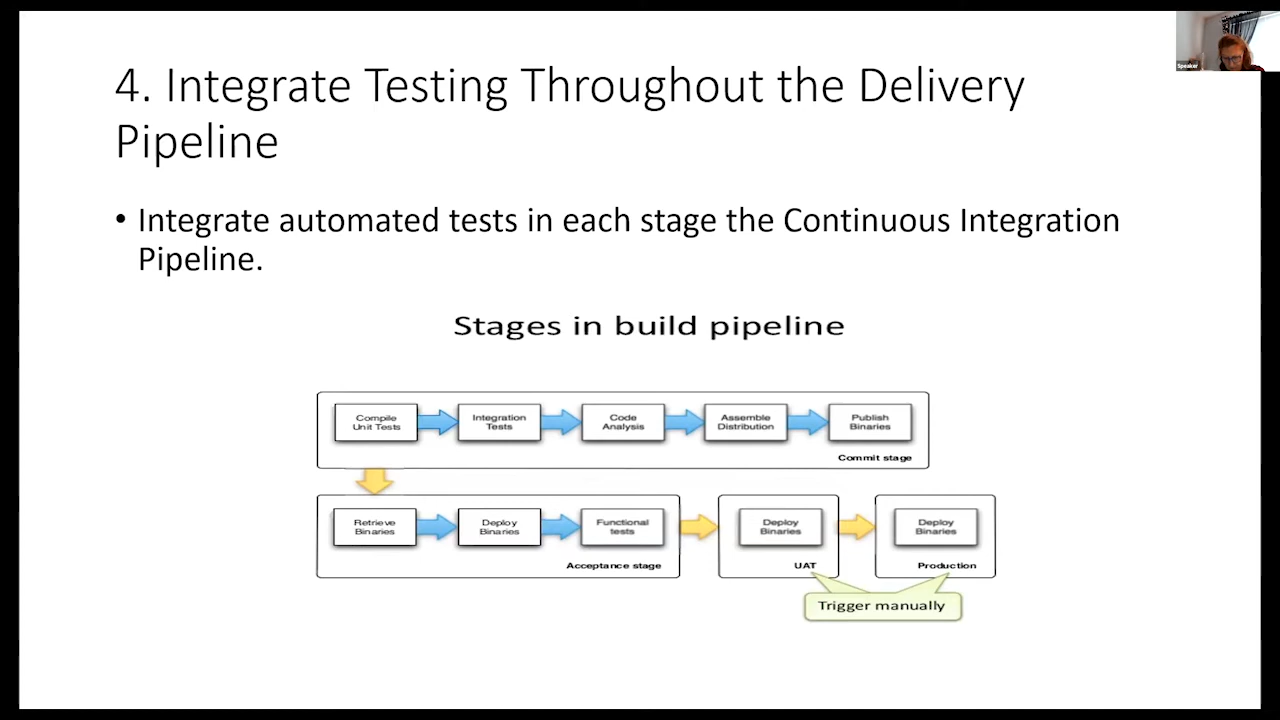 Speaker
4. Integrate Testing Throughout the Delivery
Pipeline
• Integrate automated tests in each stage the Continuous Integration
Pipeline.
Stages in build pipeline
Compile
Unit Tests
Integration
Tests
Code
Analysis
Assemble
Distribution
Publish
Binaries
Commit stage
Retrieve
Binaries
Deploy
Binaries
Functional
tests
Acceptance stage
Deploy
Binaries
UAT
Deploy
Binaries
Production
Trigger manually